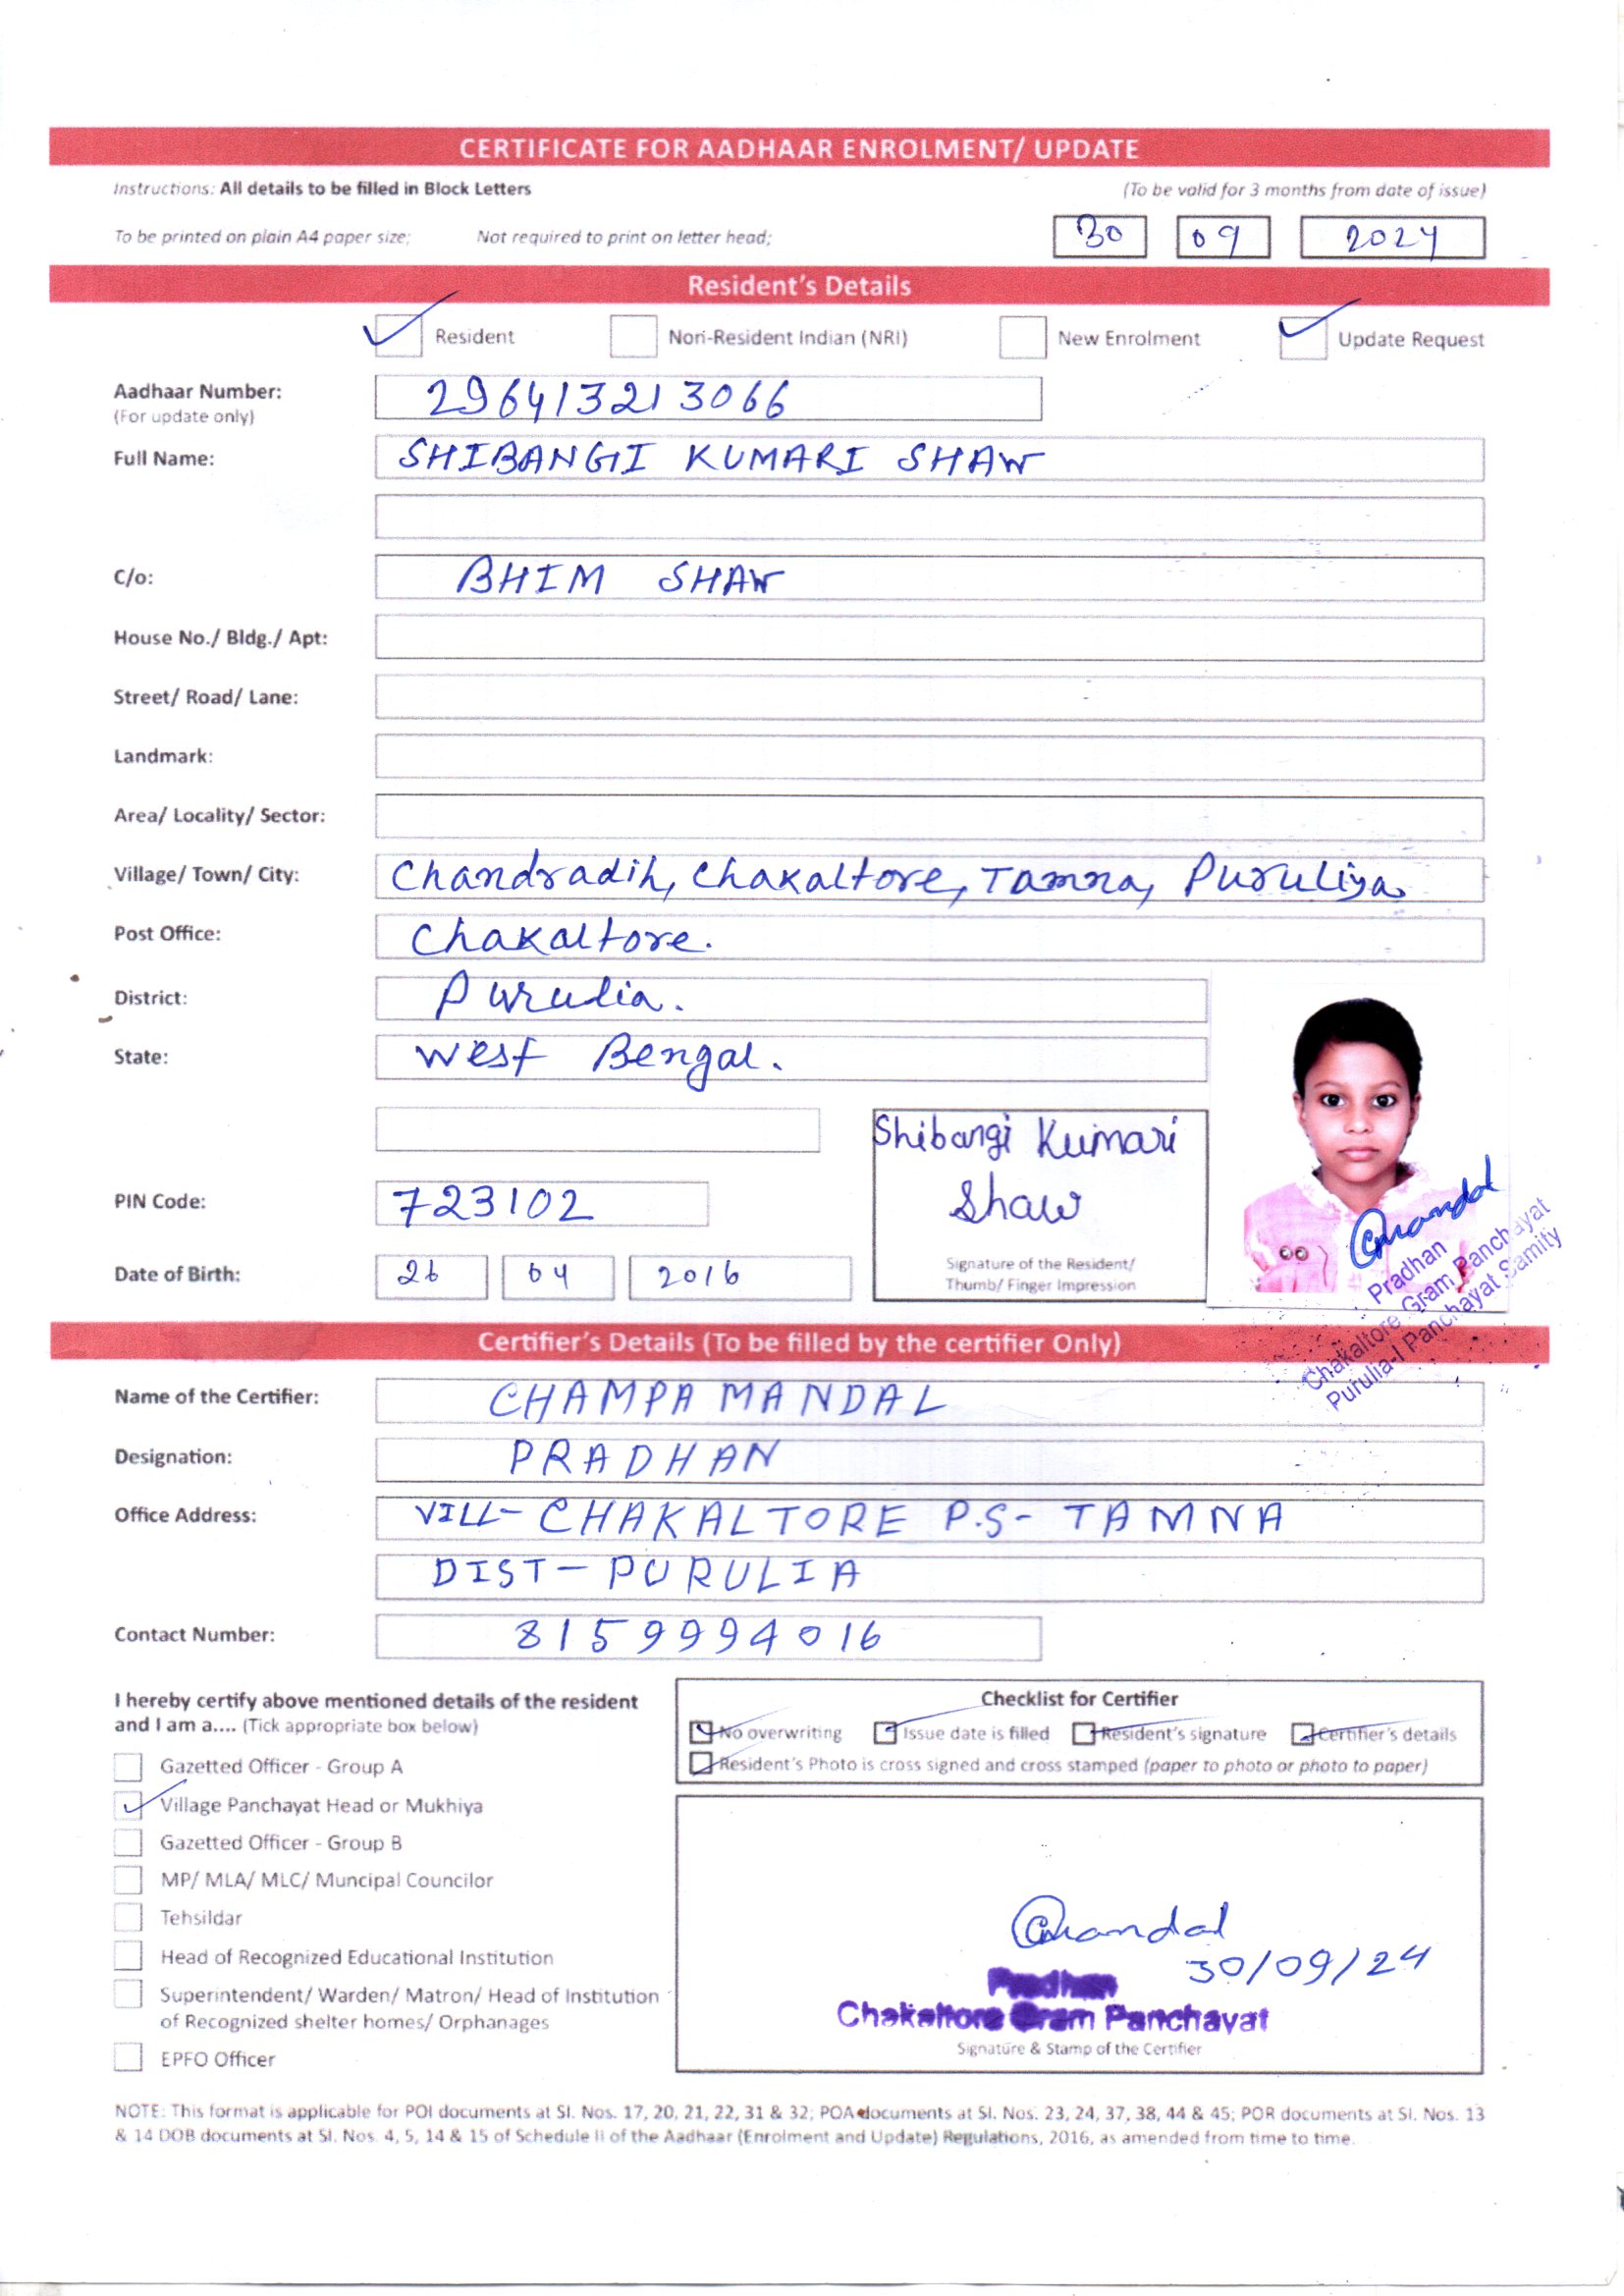 CERTIFICATE FOR AADHAAR ENROLMENT/ UPDATE
Instructions: All details to be filled in Block Letters (To be valid for 3 months from date of issue)
To be printed on plain A4 paper size; Not required to print on letter head; 30 09 2024
Resident's Details
Resident Non-Resident Indian (NRI) New Enrolment Update Request
Aadhaar Number: 296413213066
(For update only)
Full Name: SHIBANGI KUMARI SHAW
C/o: BHIM SHAW
House No./ Bldg./ Apt:
Street/ Road/ Lane:
Landmark:
Area/ Locality/ Sector:
Village/ Town/ City: Chandradih, Chakaltore, Tamna, Puruliya
Post Office: Chakaltore.
District: Purulia.
State: West Bengal.
Shibangi Kumari
Shaw
PIN Code: 723102
Signature of the Resident/
Thumb/ Finger Impression
Date of Birth: 26 04 2016
Mandal
Pradhan
Chakaltore Gram Panchayat
Purulia-I Panchayat Samity
Certifier's Details (To be filled by the certifier Only)
Name of the Certifier: CHAMPA MANDAL
Designation: PRADHAN
Office Address: VILL- CHAKALTORE P.S- TAMNA
DIST- PURULIA
Contact Number: 8159994016
I hereby certify above mentioned details of the resident
and I am a.... (Tick appropriate box below)
Gazetted Officer - Group A
Village Panchayat Head or Mukhiya
Gazetted Officer - Group B
MP/ MLA/ MLC/ Muncipal Councilor
Tehsildar
Head of Recognized Educational Institution
Superintendent/ Warden/ Matron/ Head of Institution
of Recognized shelter homes/ Orphanages
EPFO Officer
Checklist for Certifier
No overwriting Issue date is filled Resident's signature Certifier's details
Resident's Photo is cross signed and cross stamped (paper to photo or photo to paper)
Mandal
30/09/24
Pradhan
Chakaltore Gram Panchayat
Signature & Stamp of the Certifier
NOTE: This format is applicable for POI documents at Sl. Nos. 17, 20, 21, 22, 31 & 32; POA documents at Sl. Nos. 23, 24, 37, 38, 44 & 45; POR documents at Sl. Nos. 13
& 14 DOB documents at Sl. Nos. 4, 5, 14 & 15 of Schedule II of the Aadhaar (Enrolment and Update) Regulations, 2016, as amended from time to time.